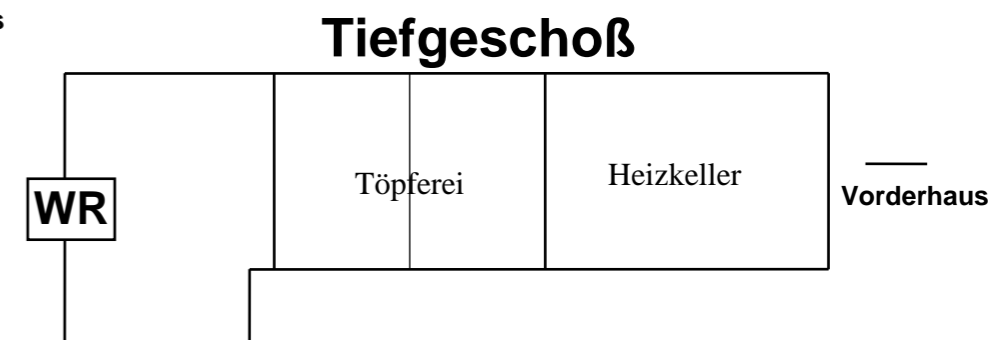 s
Tiefgeschoß
Töpferei
Heizkeller
WR
Vorderhaus